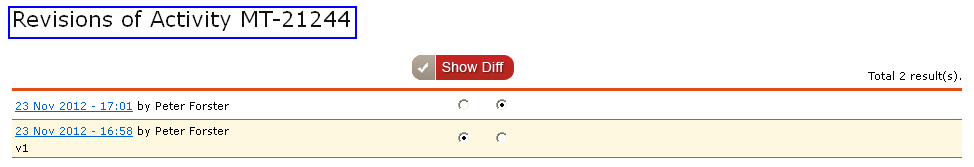 Revisions of Activity MT-21244
Show Diff
Total 2 result(s).
23 Nov 2012 - 17:01 by Peter Forster
23 Nov 2012 - 16:58 by Peter Forster
v1